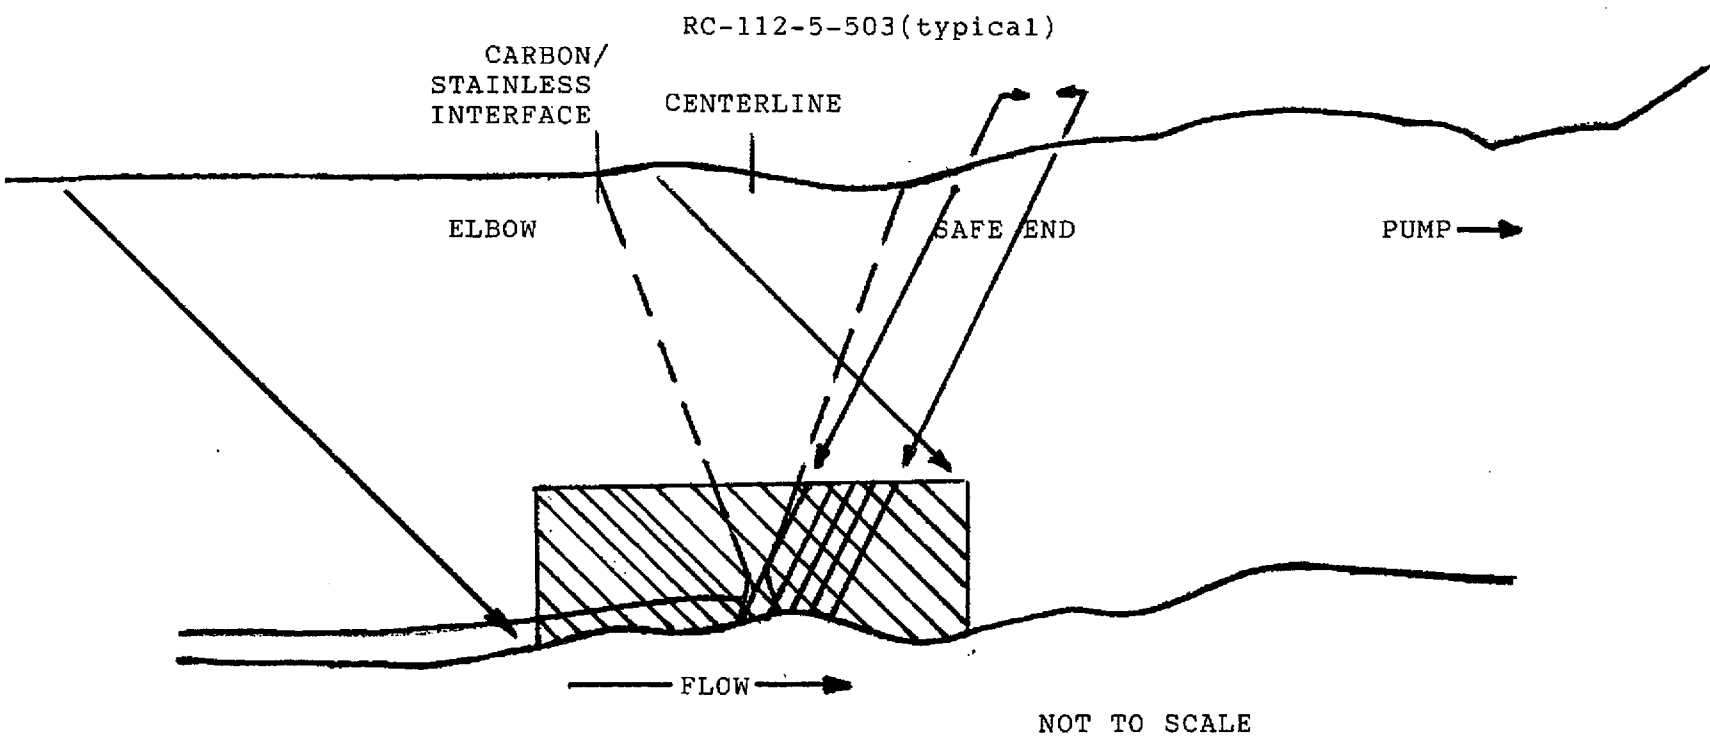 RC-112-5-503(typical)
CARBON/
STAINLESS
INTERFACE
CENTERLINE
ELBOW
SAFE END
PUMP
FLOW
NOT TO SCALE